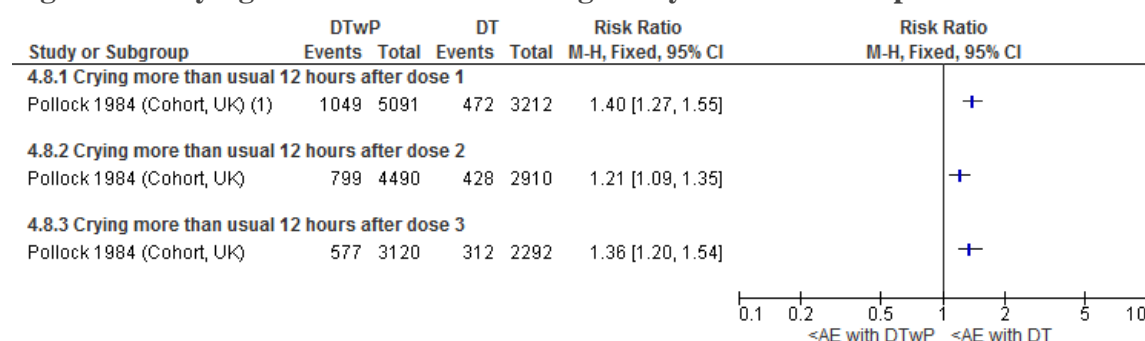 DTwP DT Risk Ratio Risk Ratio
Study or Subgroup Events Total Events Total M-H, Fixed, 95% CI M-H, Fixed, 95% CI
4.8.1 Crying more than usual 12 hours after dose 1
Pollock 1984 (Cohort, UK) (1) 1049 5091 472 3212 1.40 [1.27, 1.55]
4.8.2 Crying more than usual 12 hours after dose 2
Pollock 1984 (Cohort, UK) 799 4490 428 2910 1.21 [1.09, 1.35]
4.8.3 Crying more than usual 12 hours after dose 3
Pollock 1984 (Cohort, UK) 577 3120 312 2292 1.36 [1.20, 1.54]
0.1 0.2 0.5 1 2 5 10
<AE with DTwP <AE with DT